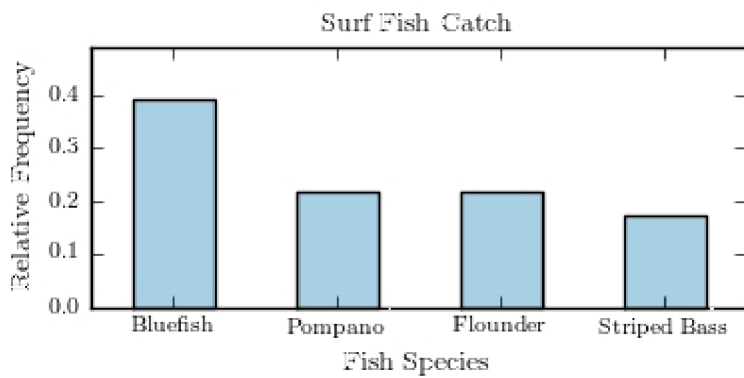 Surf Fish Catch
Relative Frequency
0.4
0.3
0.2
0.1
0.0
Bluefish Pompano Flounder Striped Bass
Fish Species